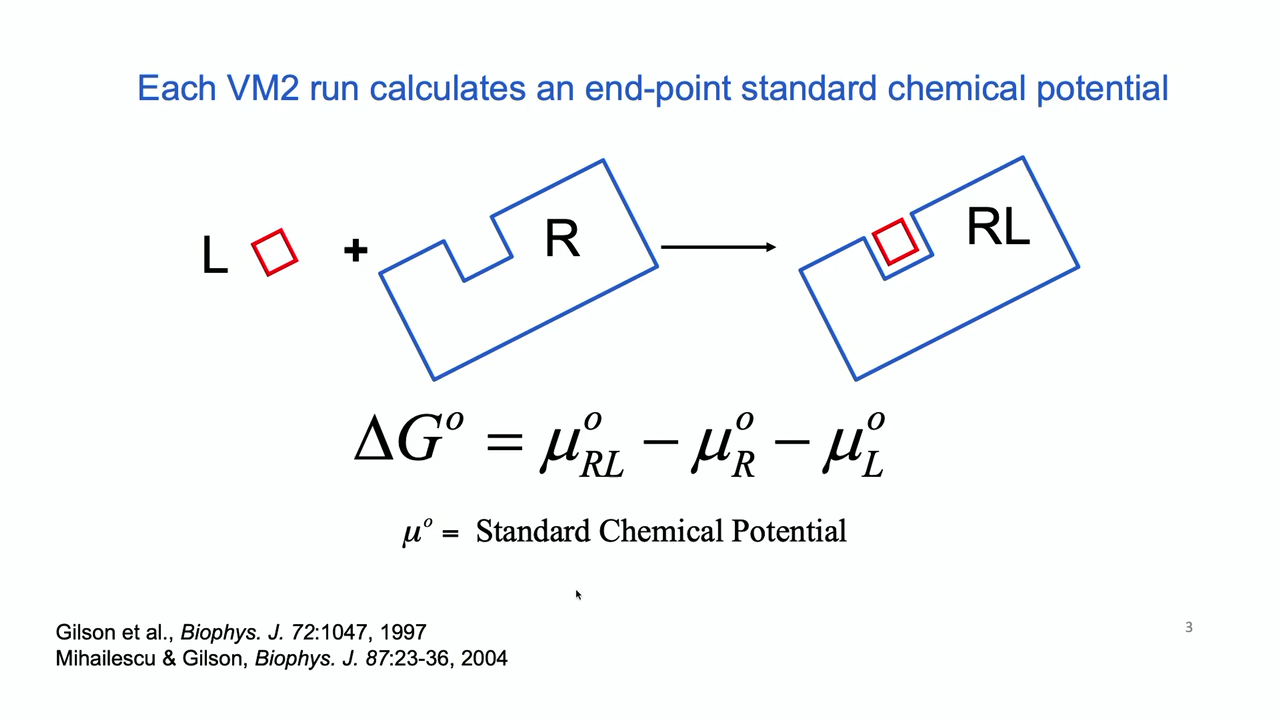 Each VM2 run calculates an end-point standard chemical potential
L + R RL
ΔG° = μ°RL − μ°R − μ°L
μ° = Standard Chemical Potential
Gilson et al., Biophys. J. 72:1047, 1997
Mihailescu & Gilson, Biophys. J. 87:23-36, 2004
3